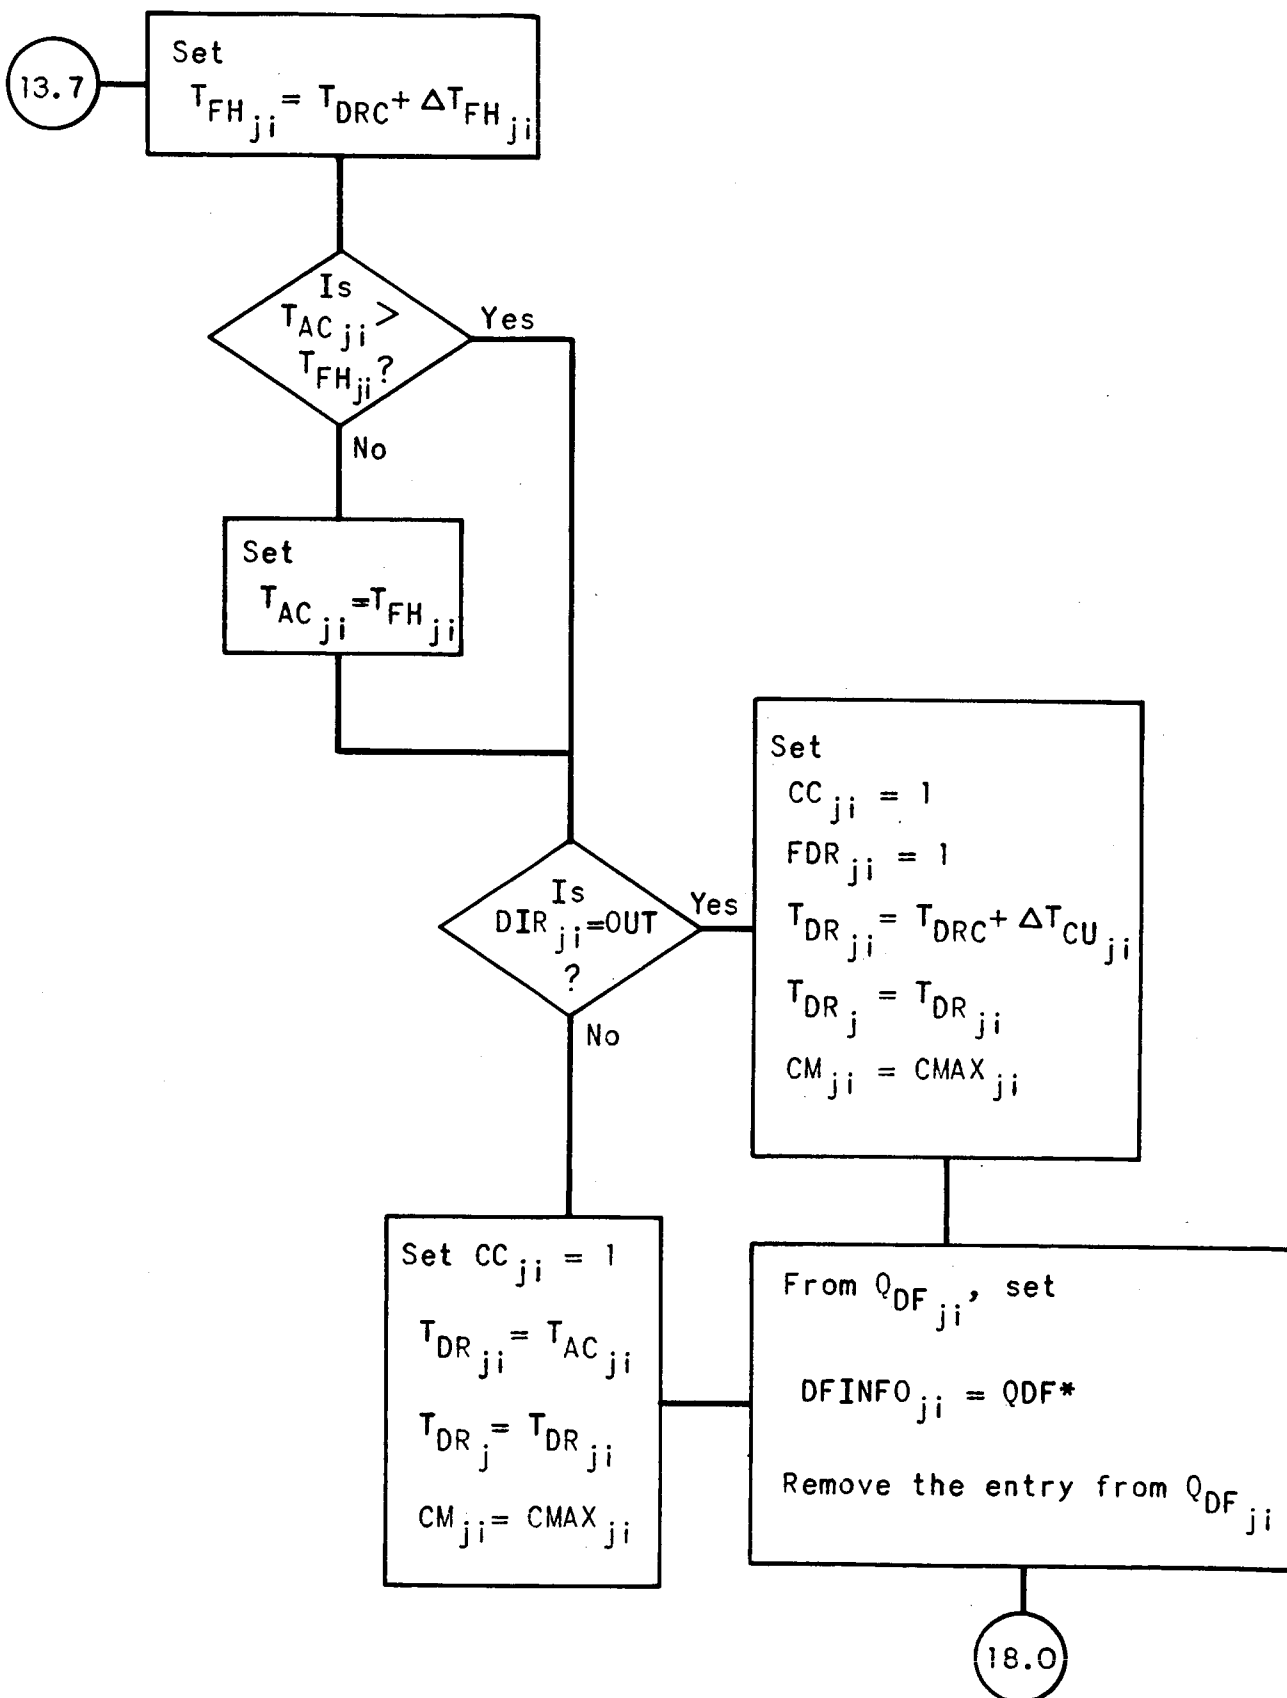 13.7
Set
T_FH_ji = T_DRC + ΔT_FH_ji
Is
T_AC_ji >
T_FH_ji ?
Yes
No
Set
T_AC_ji = T_FH_ji
Is
DIR_ji = OUT
?
Yes
No
Set
CC_ji = 1
FDR_ji = 1
T_DR_ji = T_DRC + ΔT_CU_ji
T_DR_j = T_DR_ji
CM_ji = CMAX_ji
Set CC_ji = 1
T_DR_ji = T_AC_ji
T_DR_j = T_DR_ji
CM_ji = CMAX_ji
From Q_DF_ji, set
DFINFO_ji = QDF*
Remove the entry from Q_DF_ji
18.0